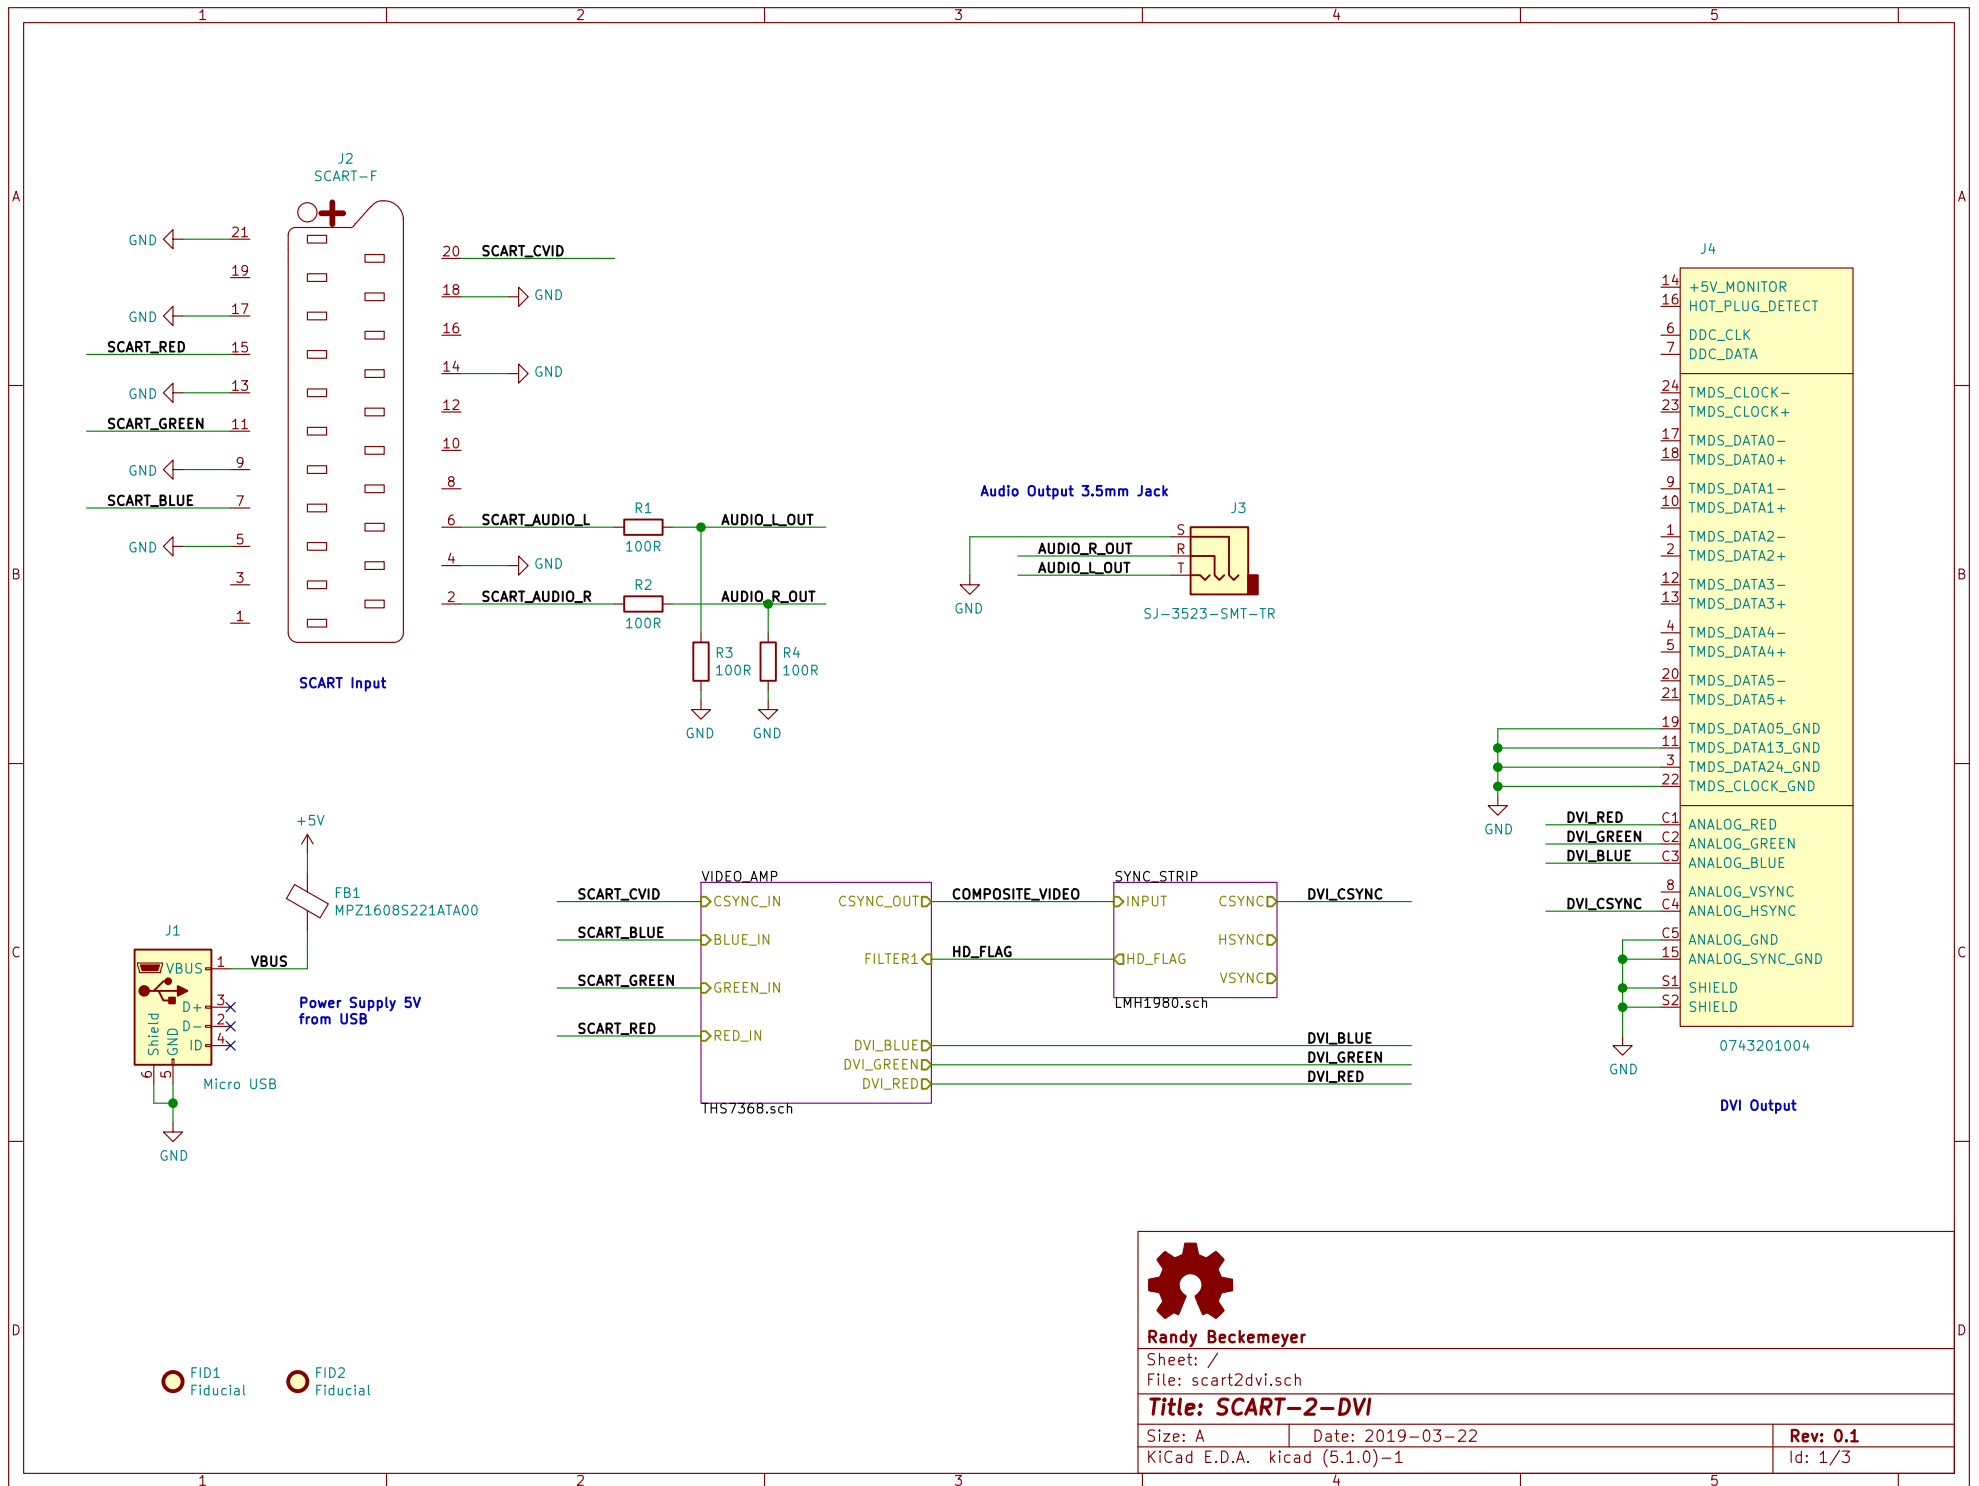 1 2 3 4 5
A
B
C
D
A
B
C
D
1 2 3 4 5
J2
SCART-F
GND 21
19
GND 17
SCART_RED 15
GND 13
SCART_GREEN 11
GND 9
SCART_BLUE 7
GND 5
3
1
20 SCART_CVID
18 GND
16
14 GND
12
10
8
6 SCART_AUDIO_L
4 GND
2 SCART_AUDIO_R
SCART Input
R1
100R
AUDIO_L_OUT
R2
100R
AUDIO_R_OUT
R3
100R
R4
100R
GND
GND
Audio Output 3.5mm Jack
J3
S
AUDIO_R_OUT R
AUDIO_L_OUT T
GND
SJ-3523-SMT-TR
J4
14 +5V_MONITOR
16 HOT_PLUG_DETECT
6 DDC_CLK
7 DDC_DATA
24 TMDS_CLOCK-
23 TMDS_CLOCK+
17 TMDS_DATA0-
18 TMDS_DATA0+
9 TMDS_DATA1-
10 TMDS_DATA1+
1 TMDS_DATA2-
2 TMDS_DATA2+
12 TMDS_DATA3-
13 TMDS_DATA3+
4 TMDS_DATA4-
5 TMDS_DATA4+
20 TMDS_DATA5-
21 TMDS_DATA5+
19 TMDS_DATA05_GND
11 TMDS_DATA13_GND
3 TMDS_DATA24_GND
22 TMDS_CLOCK_GND
GND
DVI_RED C1 ANALOG_RED
DVI_GREEN C2 ANALOG_GREEN
DVI_BLUE C3 ANALOG_BLUE
8 ANALOG_VSYNC
DVI_CSYNC C4 ANALOG_HSYNC
C5 ANALOG_GND
15 ANALOG_SYNC_GND
S1 SHIELD
S2 SHIELD
0743201004
GND
DVI Output
+5V
FB1
MPZ1608S221ATA00
J1
VBUS 1 VBUS
D+ 3
D- 2
ID 4
Shield
GND
6
5
Micro USB
GND
Power Supply 5V
from USB
VIDEO_AMP
SCART_CVID CSYNC_IN
SCART_BLUE BLUE_IN
SCART_GREEN GREEN_IN
SCART_RED RED_IN
CSYNC_OUT COMPOSITE_VIDEO
FILTER1 HD_FLAG
DVI_BLUE DVI_BLUE
DVI_GREEN DVI_GREEN
DVI_RED DVI_RED
THS7368.sch
SYNC_STRIP
INPUT CSYNC DVI_CSYNC
HSYNC
HD_FLAG
VSYNC
LMH1980.sch
FID1
Fiducial
FID2
Fiducial
Randy Beckemeyer
Sheet: /
File: scart2dvi.sch
Title: SCART-2-DVI
Size: A Date: 2019-03-22 Rev: 0.1
KiCad E.D.A. kicad (5.1.0)-1 Id: 1/3